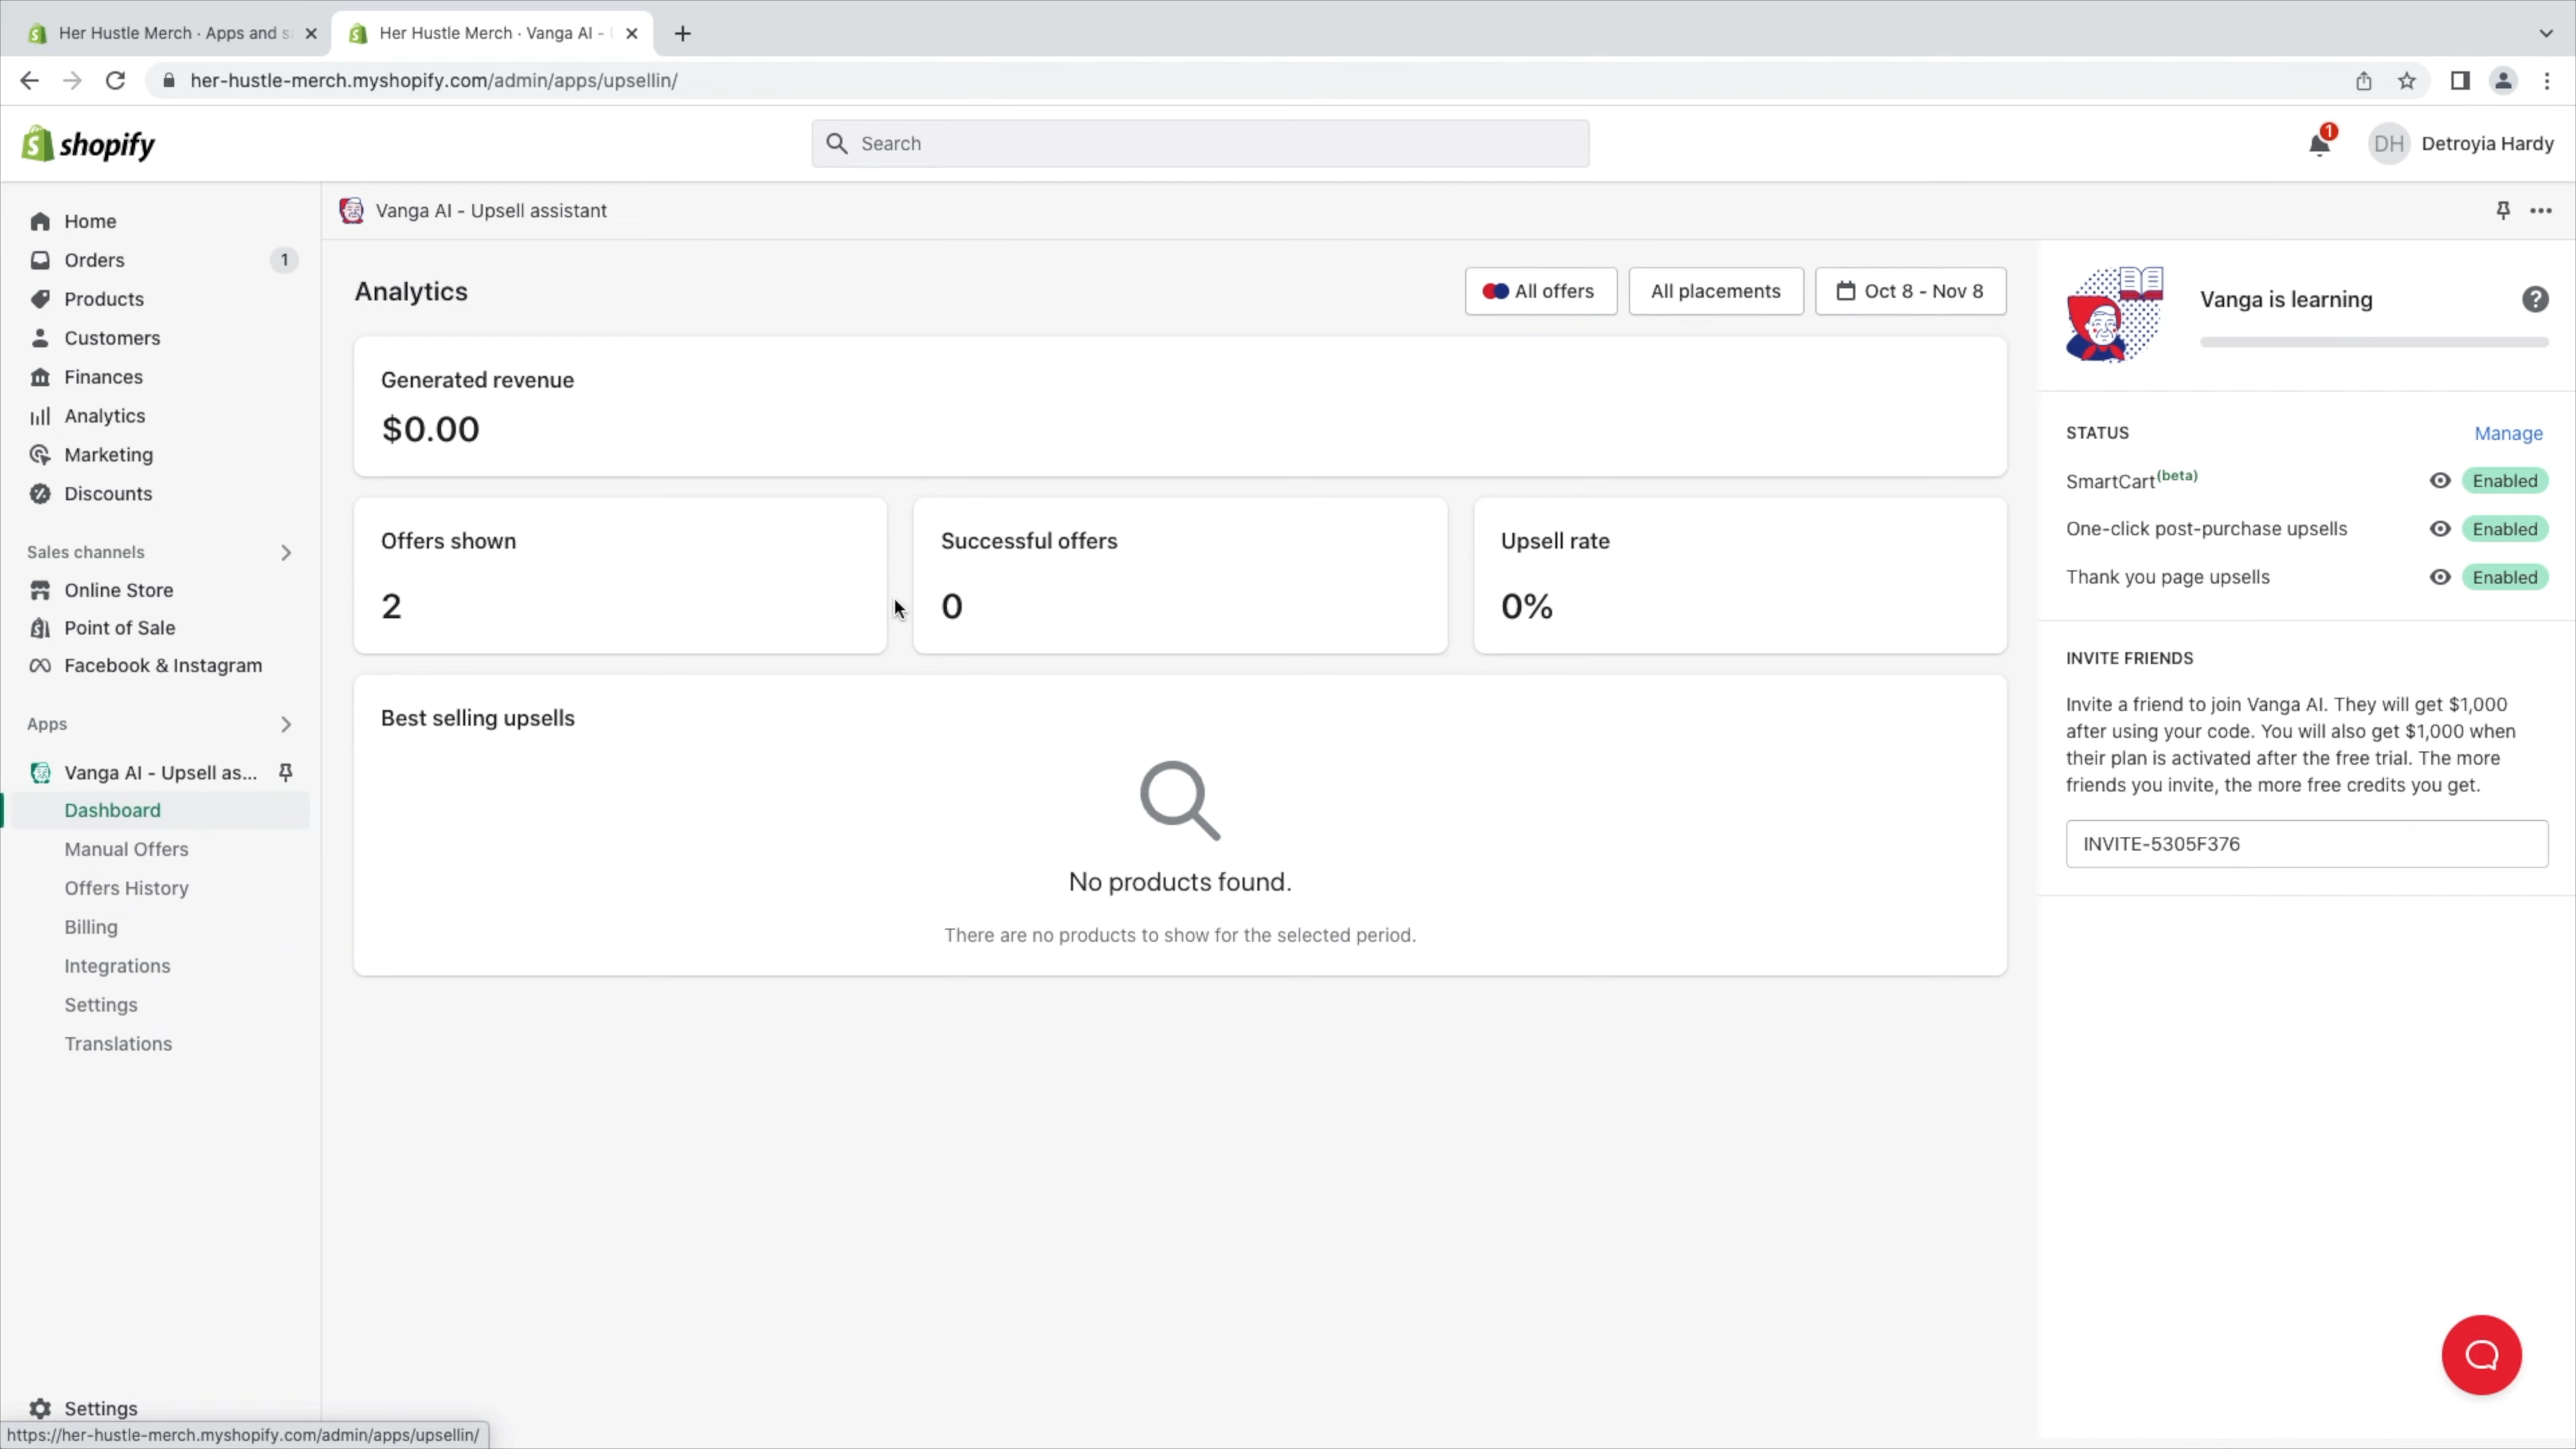 Her Hustle Merch · Apps and s
Her Hustle Merch · Vanga AI -
her-hustle-merch.myshopify.com/admin/apps/upsellin/
shopify
Search
1
DH
Detroyia Hardy
Home
Orders
1
Products
Customers
Finances
Analytics
Marketing
Discounts
Sales channels
Online Store
Point of Sale
Facebook & Instagram
Apps
Vanga AI - Upsell as...
Dashboard
Manual Offers
Offers History
Billing
Integrations
Settings
Translations
Settings
https://her-hustle-merch.myshopify.com/admin/apps/upsellin/
Vanga AI - Upsell assistant
Analytics
All offers
All placements
Oct 8 - Nov 8
Generated revenue
$0.00
Offers shown
2
Successful offers
0
Upsell rate
0%
Best selling upsells
No products found.
There are no products to show for the selected period.
Vanga is learning
?
STATUS
Manage
SmartCart(beta)
Enabled
One-click post-purchase upsells
Enabled
Thank you page upsells
Enabled
INVITE FRIENDS
Invite a friend to join Vanga AI. They will get $1,000
after using your code. You will also get $1,000 when
their plan is activated after the free trial. The more
friends you invite, the more free credits you get.
INVITE-5305F376